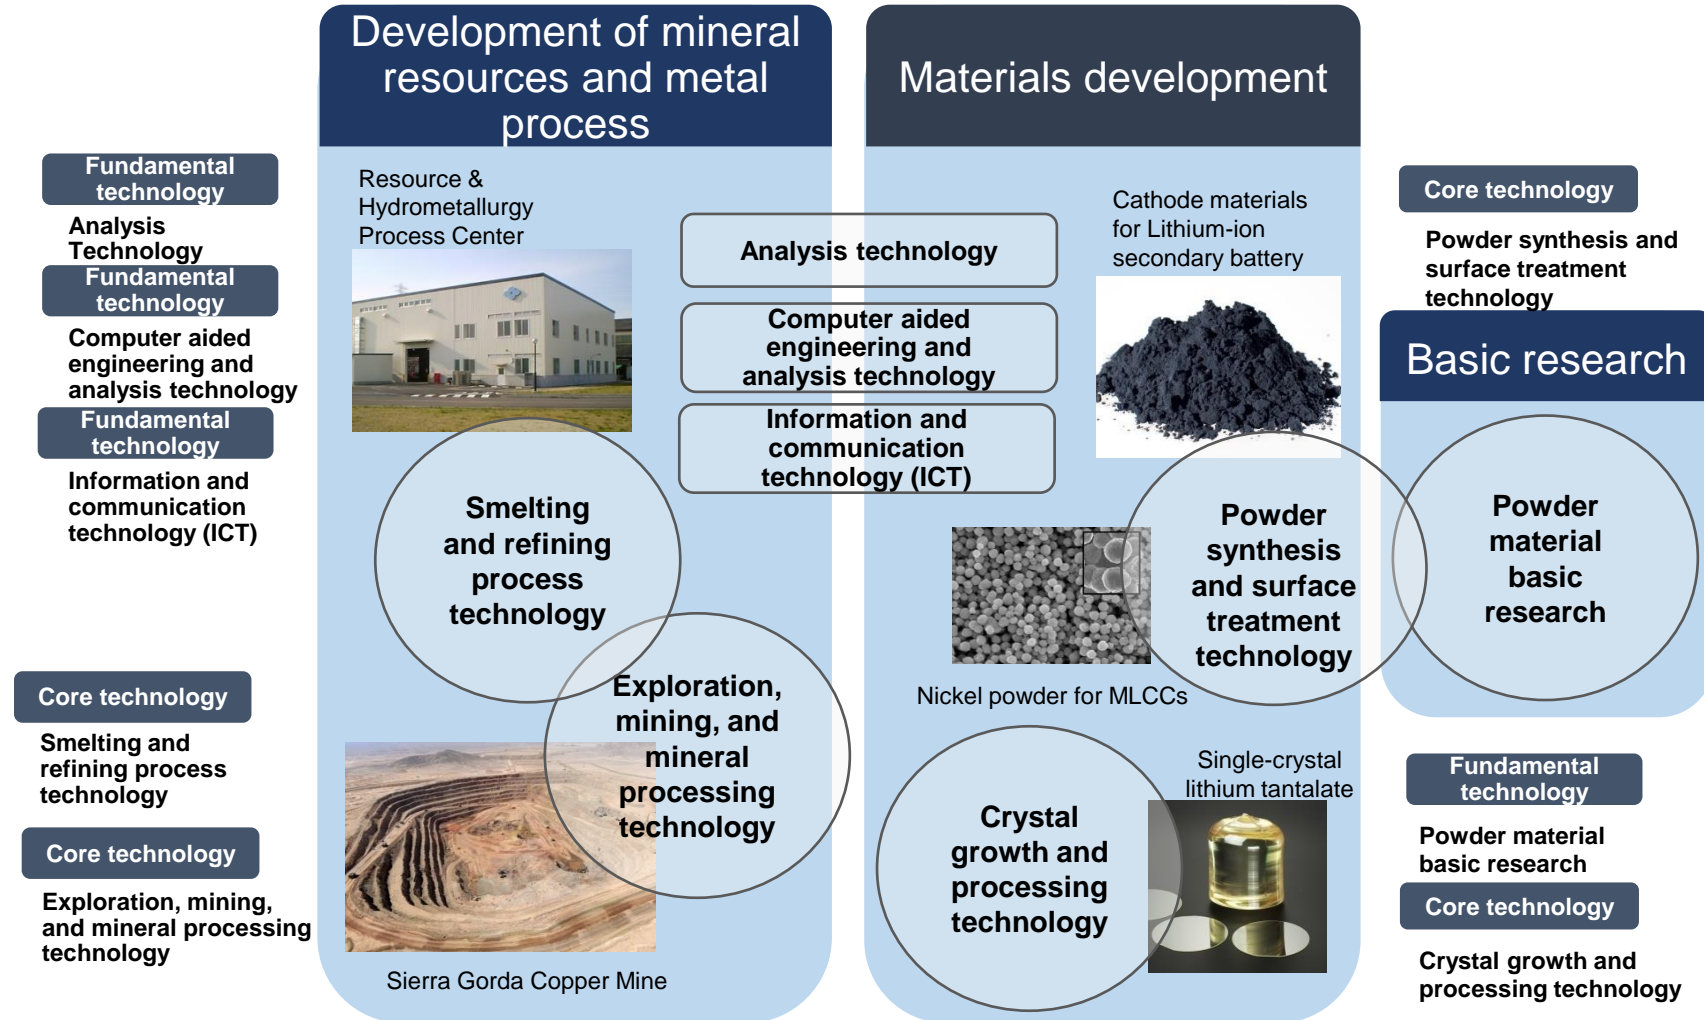 Development of mineral
resources and metal
process
Materials development
Fundamental
technology
Analysis
Technology
Fundamental
technology
Computer aided
engineering and
analysis technology
Fundamental
technology
Information and
communication
technology (ICT)
Core technology
Smelting and
refining process
technology
Core technology
Exploration, mining,
and mineral processing
technology
Resource &
Hydrometallurgy
Process Center
Smelting
and refining
process
technology
Exploration,
mining, and
mineral
processing
technology
Sierra Gorda Copper Mine
Analysis technology
Computer aided
engineering and
analysis technology
Information and
communication
technology (ICT)
Cathode materials
for Lithium-ion
secondary battery
Powder
synthesis
and surface
treatment
technology
Nickel powder for MLCCs
Single-crystal
lithium tantalate
Crystal
growth and
processing
technology
Core technology
Powder synthesis and
surface treatment
technology
Basic research
Powder
material
basic
research
Fundamental
technology
Powder material
basic research
Core technology
Crystal growth and
processing technology